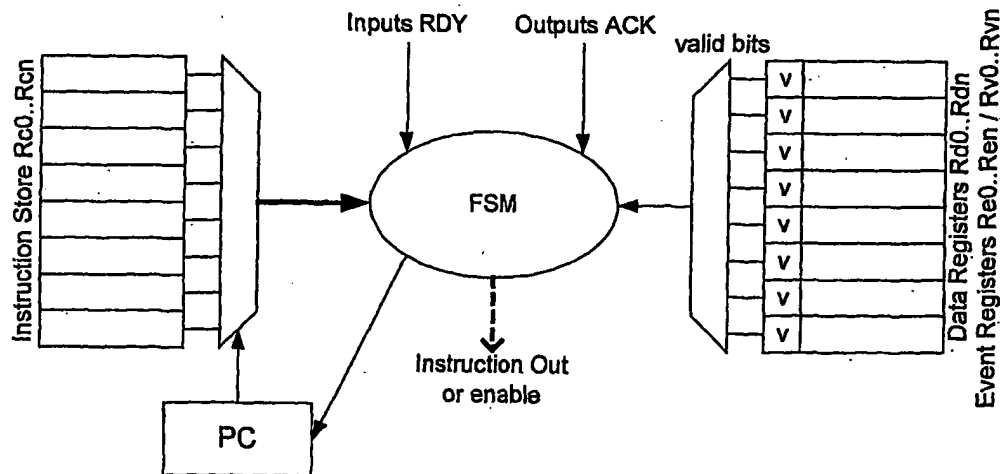 Inputs RDY
Outputs ACK
valid bits
Instruction Store Rc0..Rcn
FSM
v
v
v
v
v
v
v
v
Data Registers Rd0..Rdn
Event Registers Re0..Ren / Rv0..Rvn
Instruction Out
or enable
PC